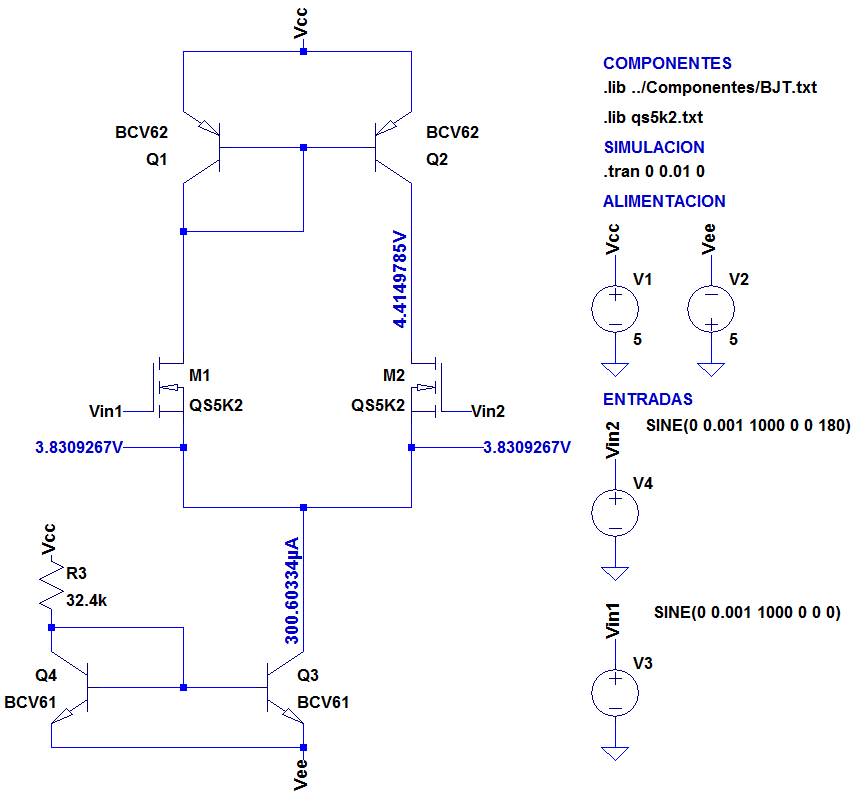 Vcc
BCV62
Q1
BCV62
Q2
4.4149785V
M1
QS5K2
Vin1
3.8309267V
M2
QS5K2
Vin2
3.8309267V
Vcc
R3
32.4k
300.60334µA
Q4
BCV61
Q3
BCV61
Vee
COMPONENTES
.lib ../Componentes/BJT.txt
.lib qs5k2.txt
SIMULACION
.tran 0 0.01 0
ALIMENTACION
Vcc
V1
5
Vee
V2
5
ENTRADAS
SINE(0 0.001 1000 0 0 180)
Vin2
V4
SINE(0 0.001 1000 0 0 0)
Vin1
V3